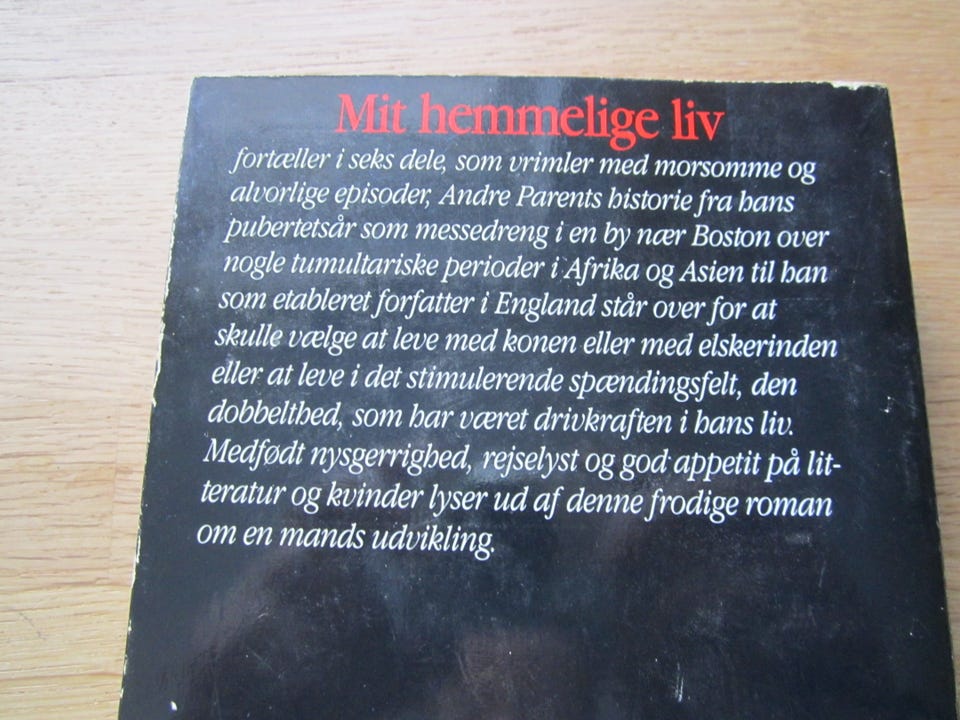 Mit hemmelige liv
fortæller i seks dele, som vrimler med morsomme og
alvorlige episoder, Andre Parents historie fra hans
pubertetsår som messedreng i en by nær Boston over
nogle tumultariske perioder i Afrika og Asien til han
som etableret forfatter i England står over for at
skulle vælge at leve med konen eller med elskerinden
eller at leve i det stimulerende spændingsfelt, den
dobbelthed, som har været drivkraften i hans liv.
Medfødt nysgerrighed, rejselyst og god appetit på lit-
teratur og kvinder lyser ud af denne frodige roman
om en mands udvikling.